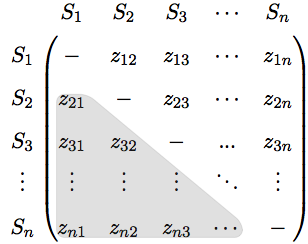 S₁ S₂ S₃ ⋯ Sₙ
S₁ − z₁₂ z₁₃ ⋯ z₁ₙ
S₂ z₂₁ − z₂₃ ⋯ z₂ₙ
S₃ z₃₁ z₃₂ − ... z₃ₙ
⋮ ⋮ ⋮ ⋮ ⋱ ⋮
Sₙ zₙ₁ zₙ₂ zₙ₃ ⋯ −